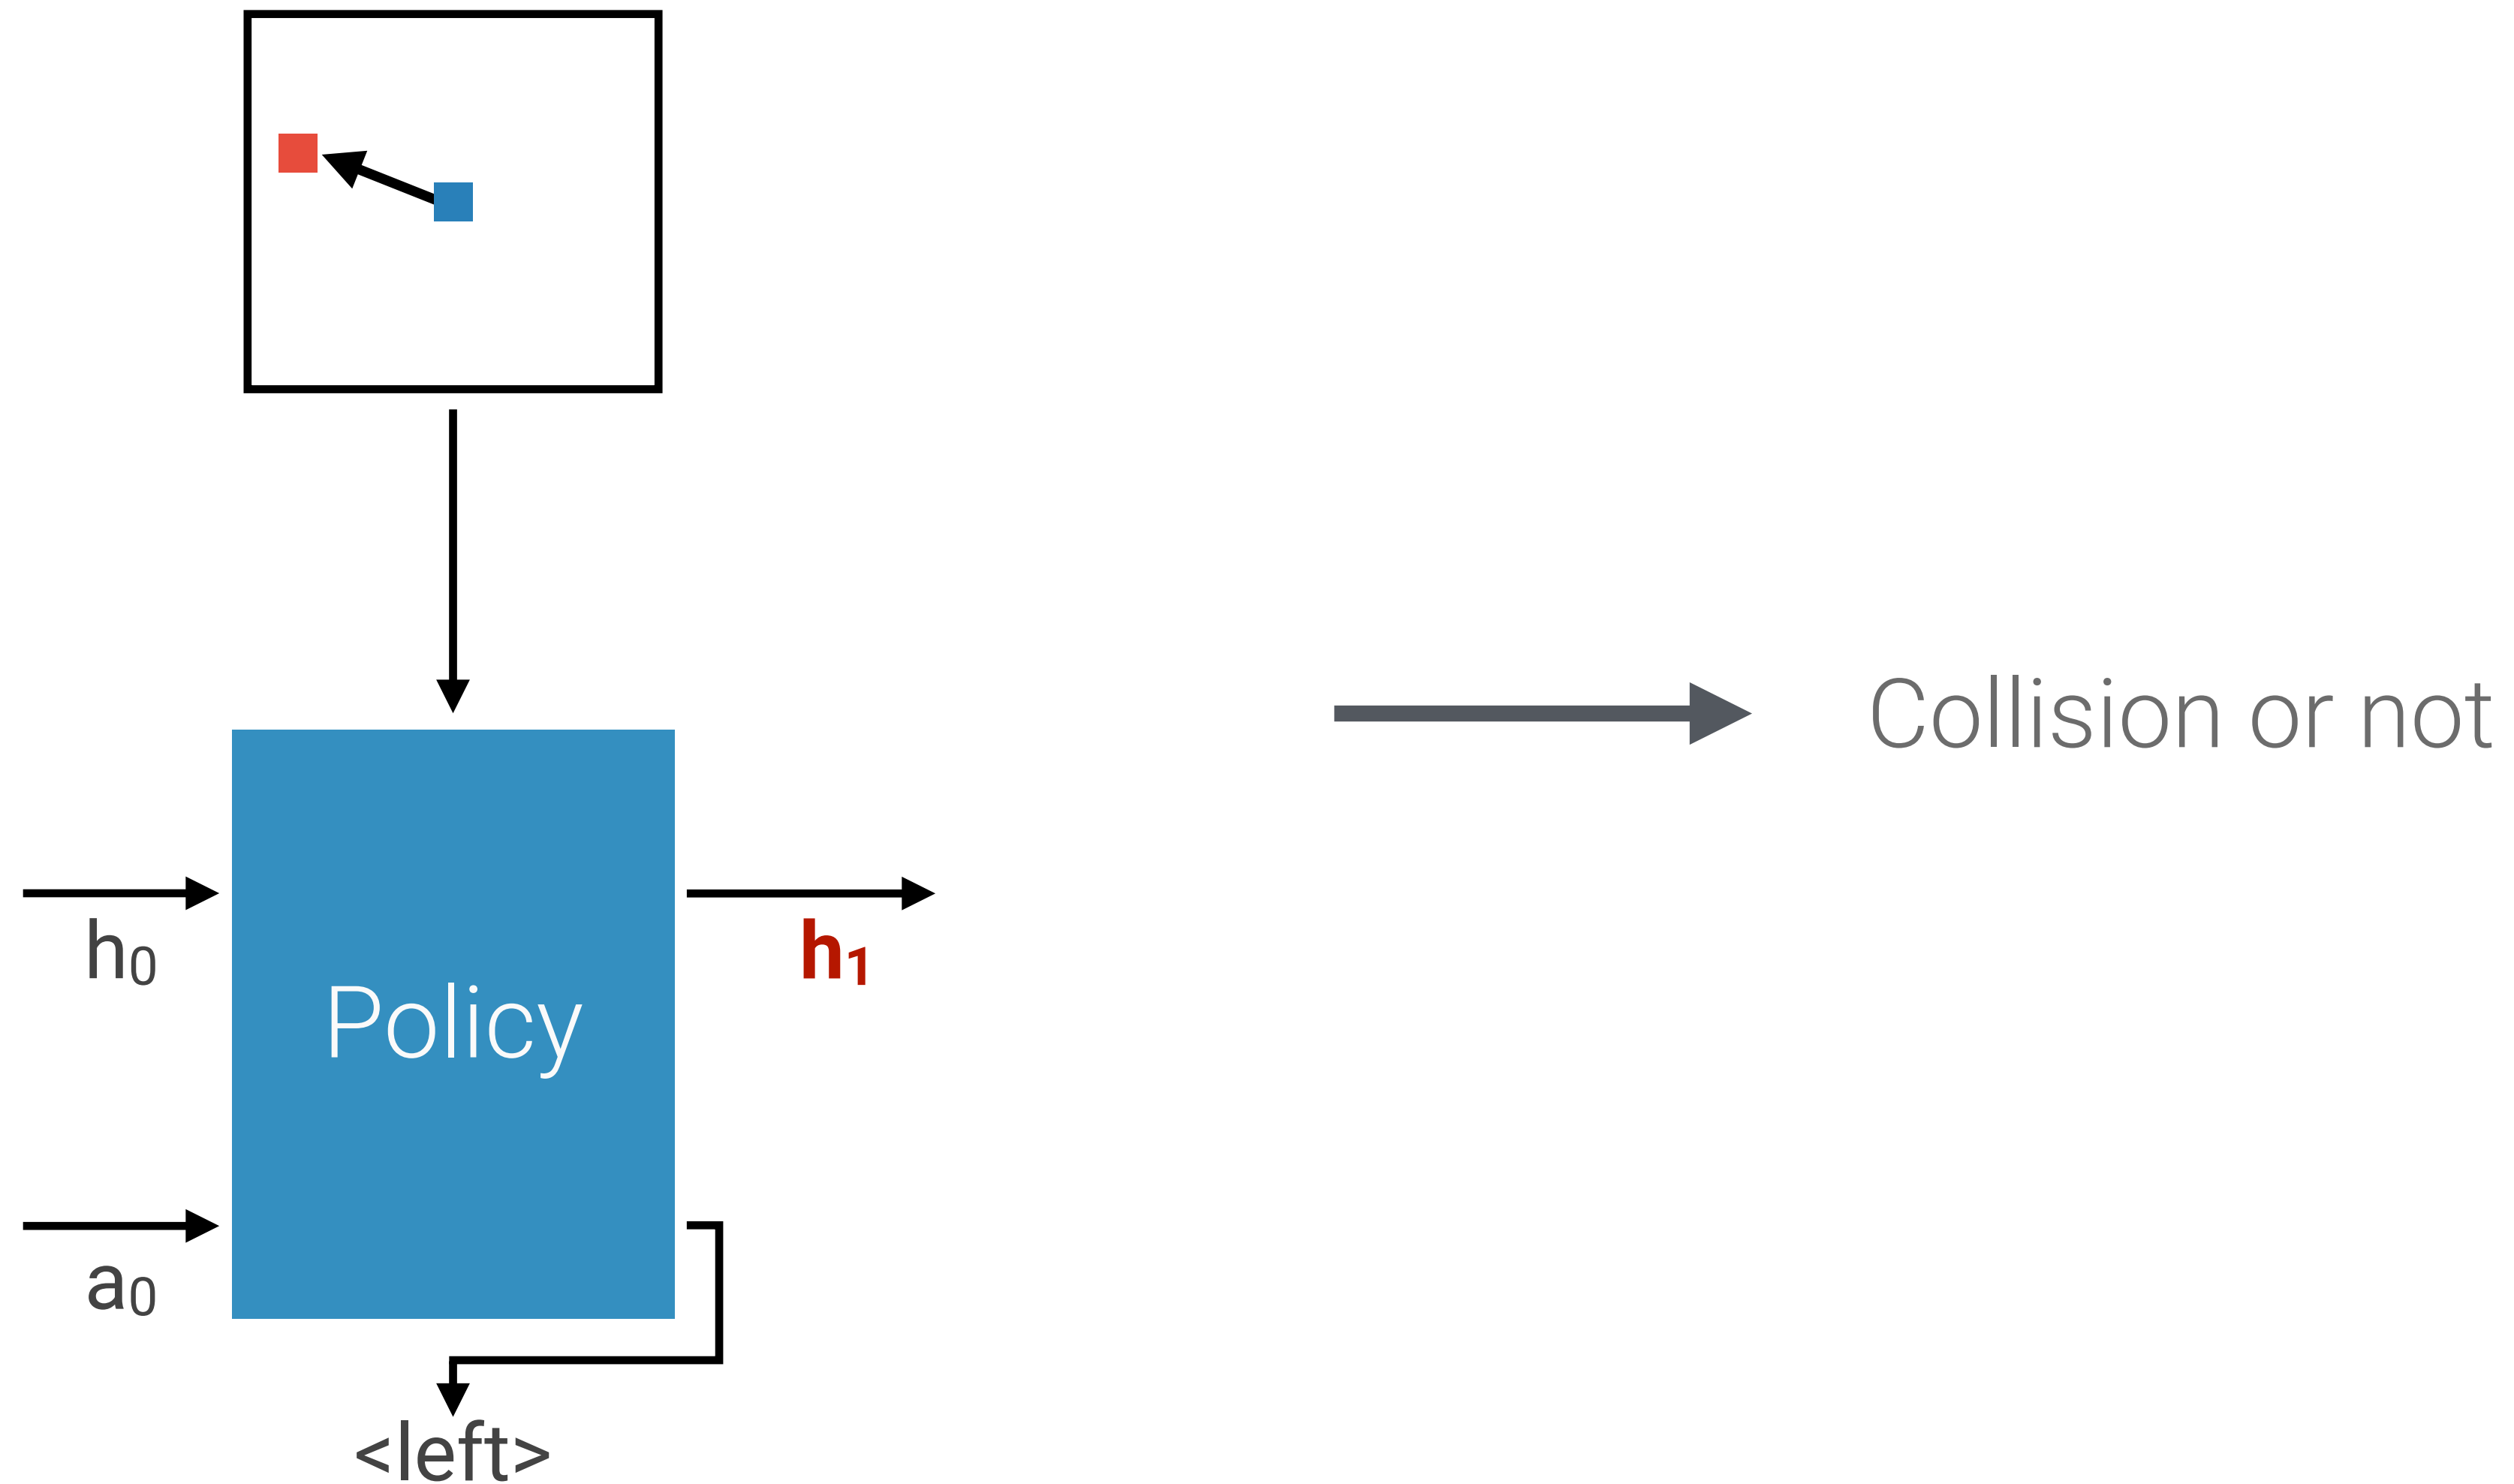 Collision or not
h₀
h₁
Policy
a₀
<left>